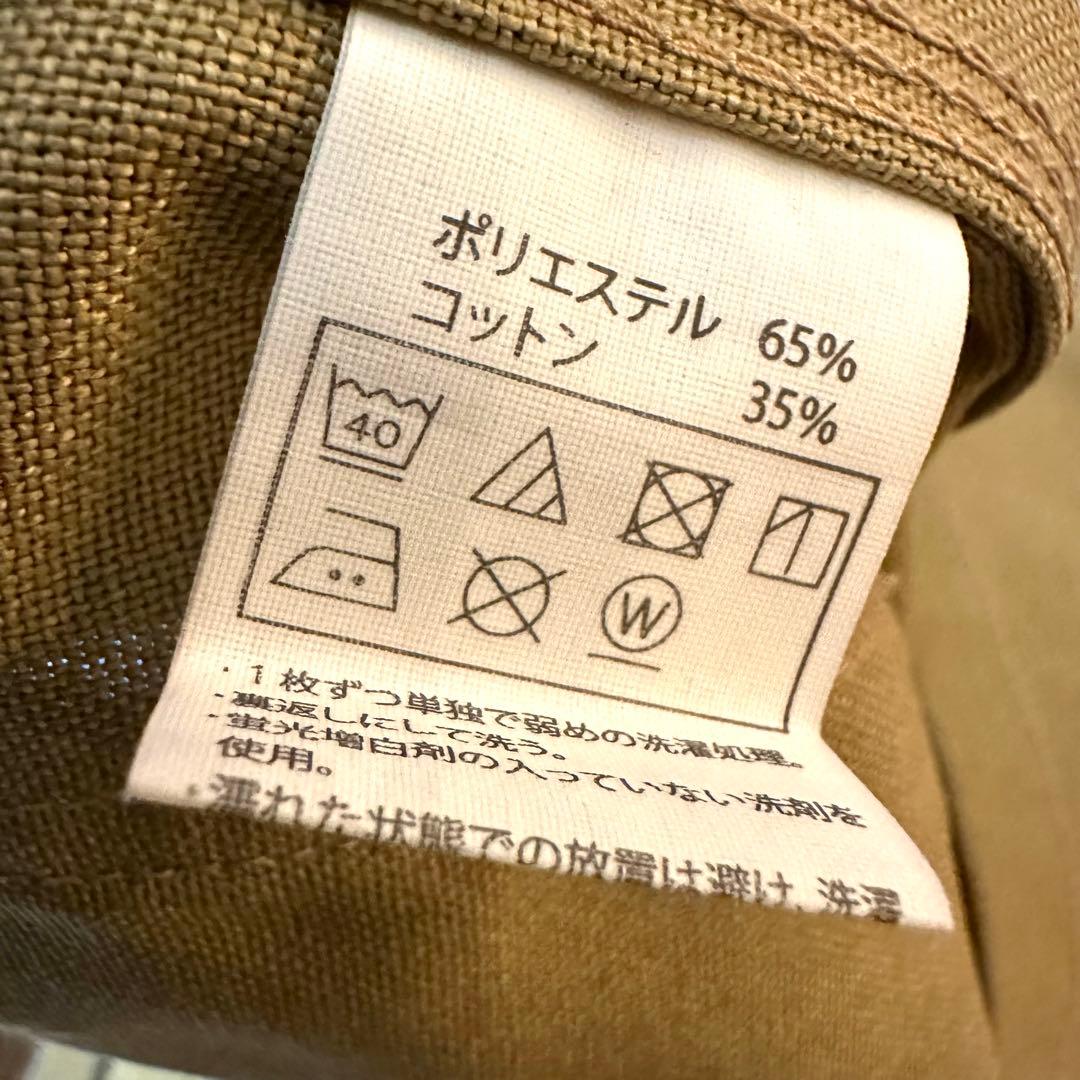 ポリエステル 65%
コットン 35%
40
W
・1枚ずつ単独で弱めの洗濯処理。
・裏返しにして洗う。
・蛍光増白剤の入っていない洗剤を
使用。
・濡れた状態での放置は避け、洗濯